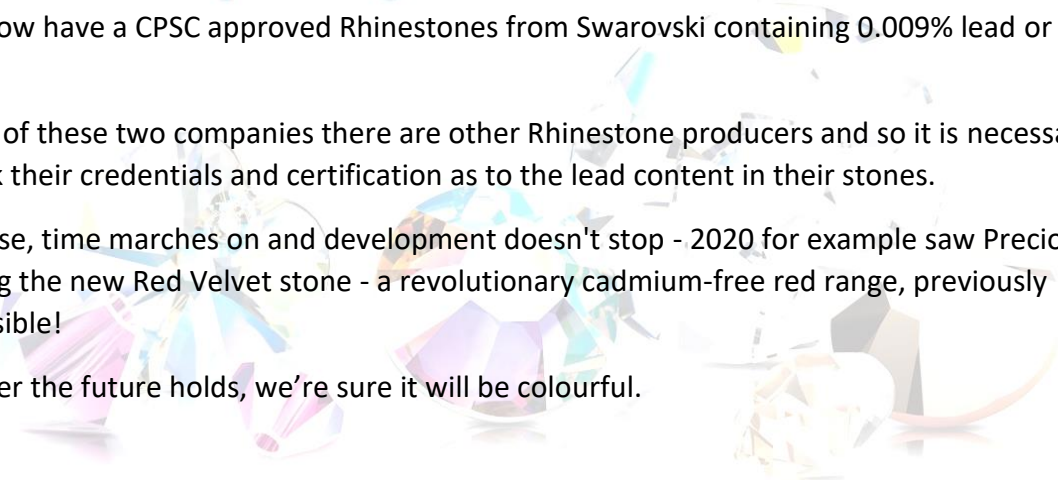 ow have a CPSC approved Rhinestones from Swarovski containing 0.009% lead or
of these two companies there are other Rhinestone producers and so it is necessa
k their credentials and certification as to the lead content in their stones.
se, time marches on and development doesn't stop - 2020 for example saw Precio
g the new Red Velvet stone - a revolutionary cadmium-free red range, previously
sible!
er the future holds, we’re sure it will be colourful.